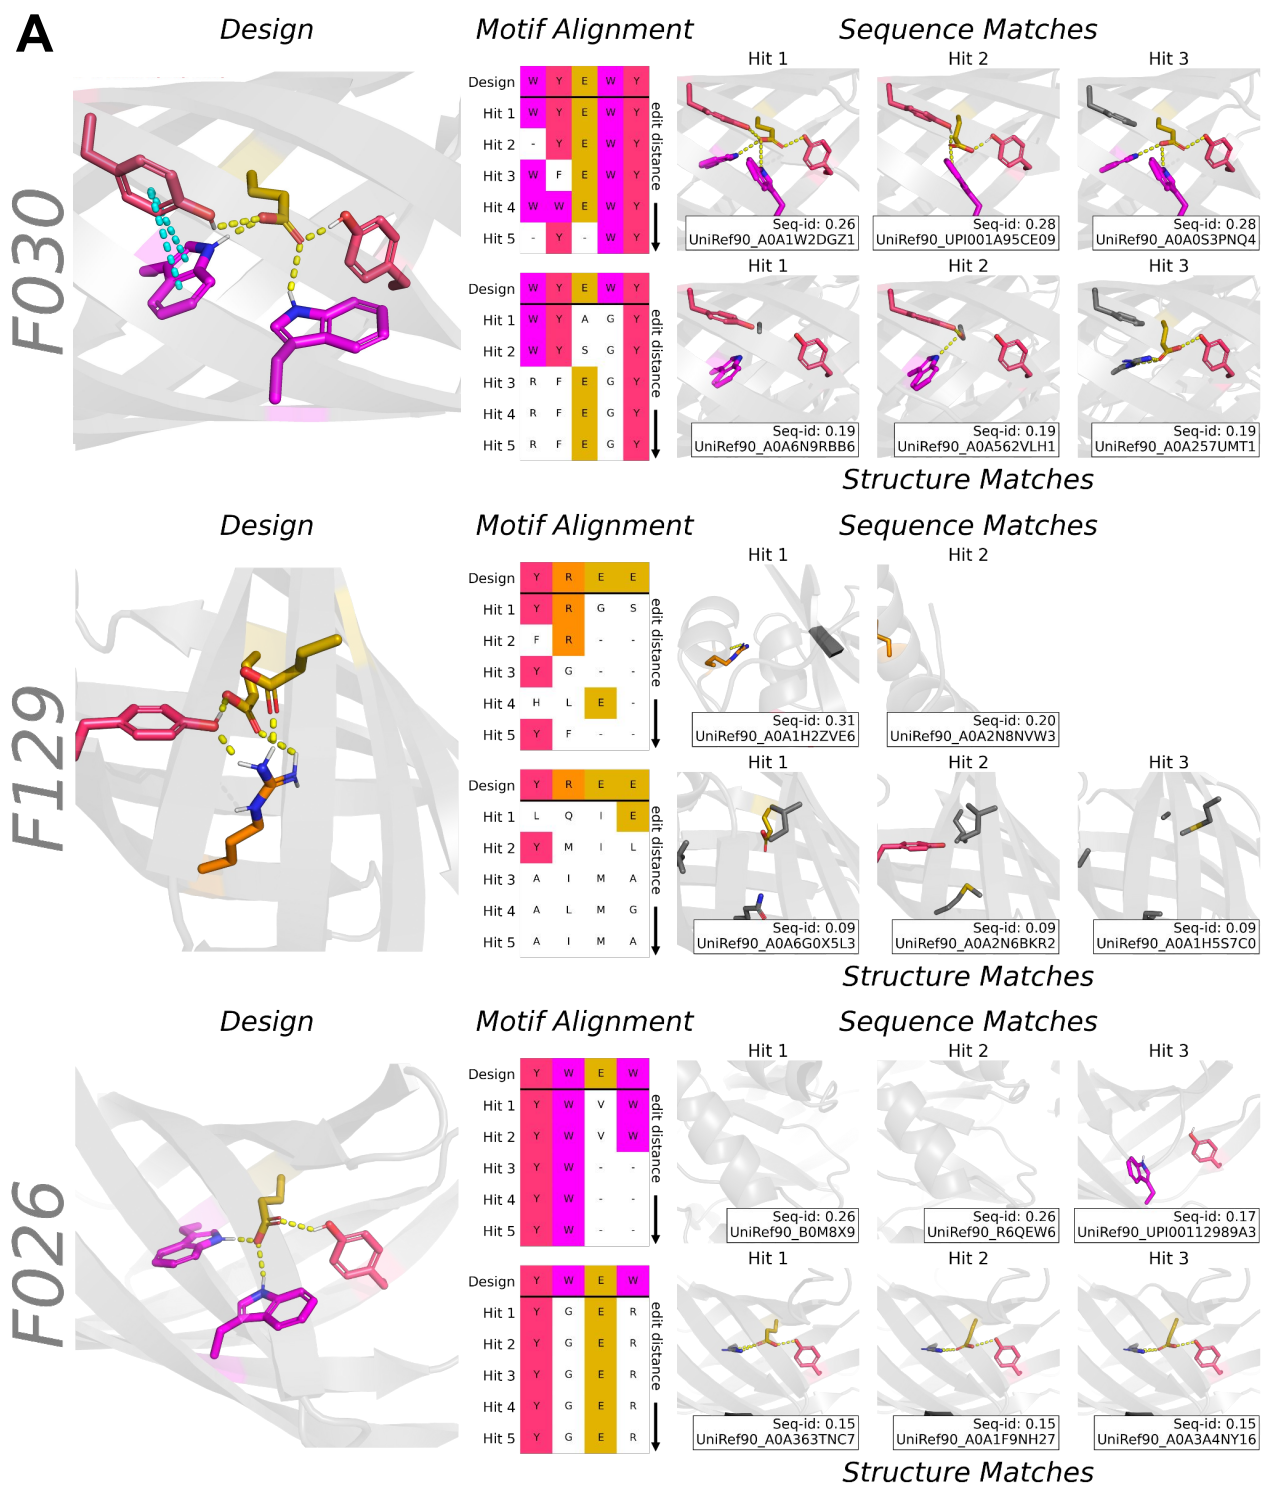 A
Design
Motif Alignment
Sequence Matches
F030
Hit 1
Hit 2
Hit 3
Design W Y E W Y
Hit 1 W Y E W Y
Hit 2 - Y E W Y
Hit 3 W F E W Y
Hit 4 W W E W Y
Hit 5 - Y - W Y
edit distance
Seq-id: 0.26
UniRef90_A0A1W2DGZ1
Seq-id: 0.28
UniRef90_UPI001A95CE09
Seq-id: 0.28
UniRef90_A0A0S3PNQ4
Hit 1
Hit 2
Hit 3
Design W Y E W Y
Hit 1 W Y A G Y
Hit 2 W Y S G Y
Hit 3 R F E G Y
Hit 4 R F E G Y
Hit 5 R F E G Y
edit distance
Seq-id: 0.19
UniRef90_A0A6N9RBB6
Seq-id: 0.19
UniRef90_A0A562VLH1
Seq-id: 0.19
UniRef90_A0A257UMT1
Structure Matches
Design
Motif Alignment
Sequence Matches
F129
Hit 1
Hit 2
Design Y R E E
Hit 1 Y R G S
Hit 2 F R - -
Hit 3 Y G - -
Hit 4 H L E -
Hit 5 Y F - -
edit distance
Seq-id: 0.31
UniRef90_A0A1H2ZVE6
Seq-id: 0.20
UniRef90_A0A2N8NVW3
Hit 1
Hit 2
Hit 3
Design Y R E E
Hit 1 L Q I E
Hit 2 Y M I L
Hit 3 A I M A
Hit 4 A L M G
Hit 5 A I M A
edit distance
Seq-id: 0.09
UniRef90_A0A6G0X5L3
Seq-id: 0.09
UniRef90_A0A2N6BKR2
Seq-id: 0.09
UniRef90_A0A1H5S7C0
Structure Matches
Design
Motif Alignment
Sequence Matches
F026
Hit 1
Hit 2
Hit 3
Design Y W E W
Hit 1 Y W V W
Hit 2 Y W V W
Hit 3 Y W - -
Hit 4 Y W - -
Hit 5 Y W - -
edit distance
Seq-id: 0.26
UniRef90_B0M8X9
Seq-id: 0.26
UniRef90_R6QEW6
Seq-id: 0.17
UniRef90_UPI00112989A3
Hit 1
Hit 2
Hit 3
Design Y W E W
Hit 1 Y G E R
Hit 2 Y G E R
Hit 3 Y G E R
Hit 4 Y G E R
Hit 5 Y G E R
edit distance
Seq-id: 0.15
UniRef90_A0A363TNC7
Seq-id: 0.15
UniRef90_A0A1F9NH27
Seq-id: 0.15
UniRef90_A0A3A4NY16
Structure Matches